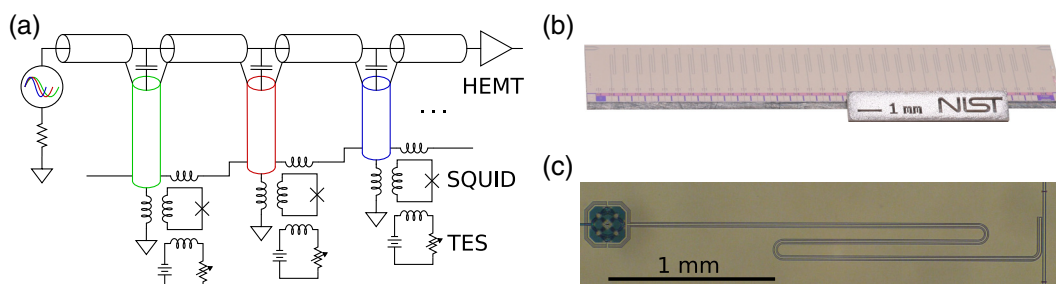 (a)
HEMT
...
SQUID
TES
(b)
1 mm
NIST
(c)
1 mm